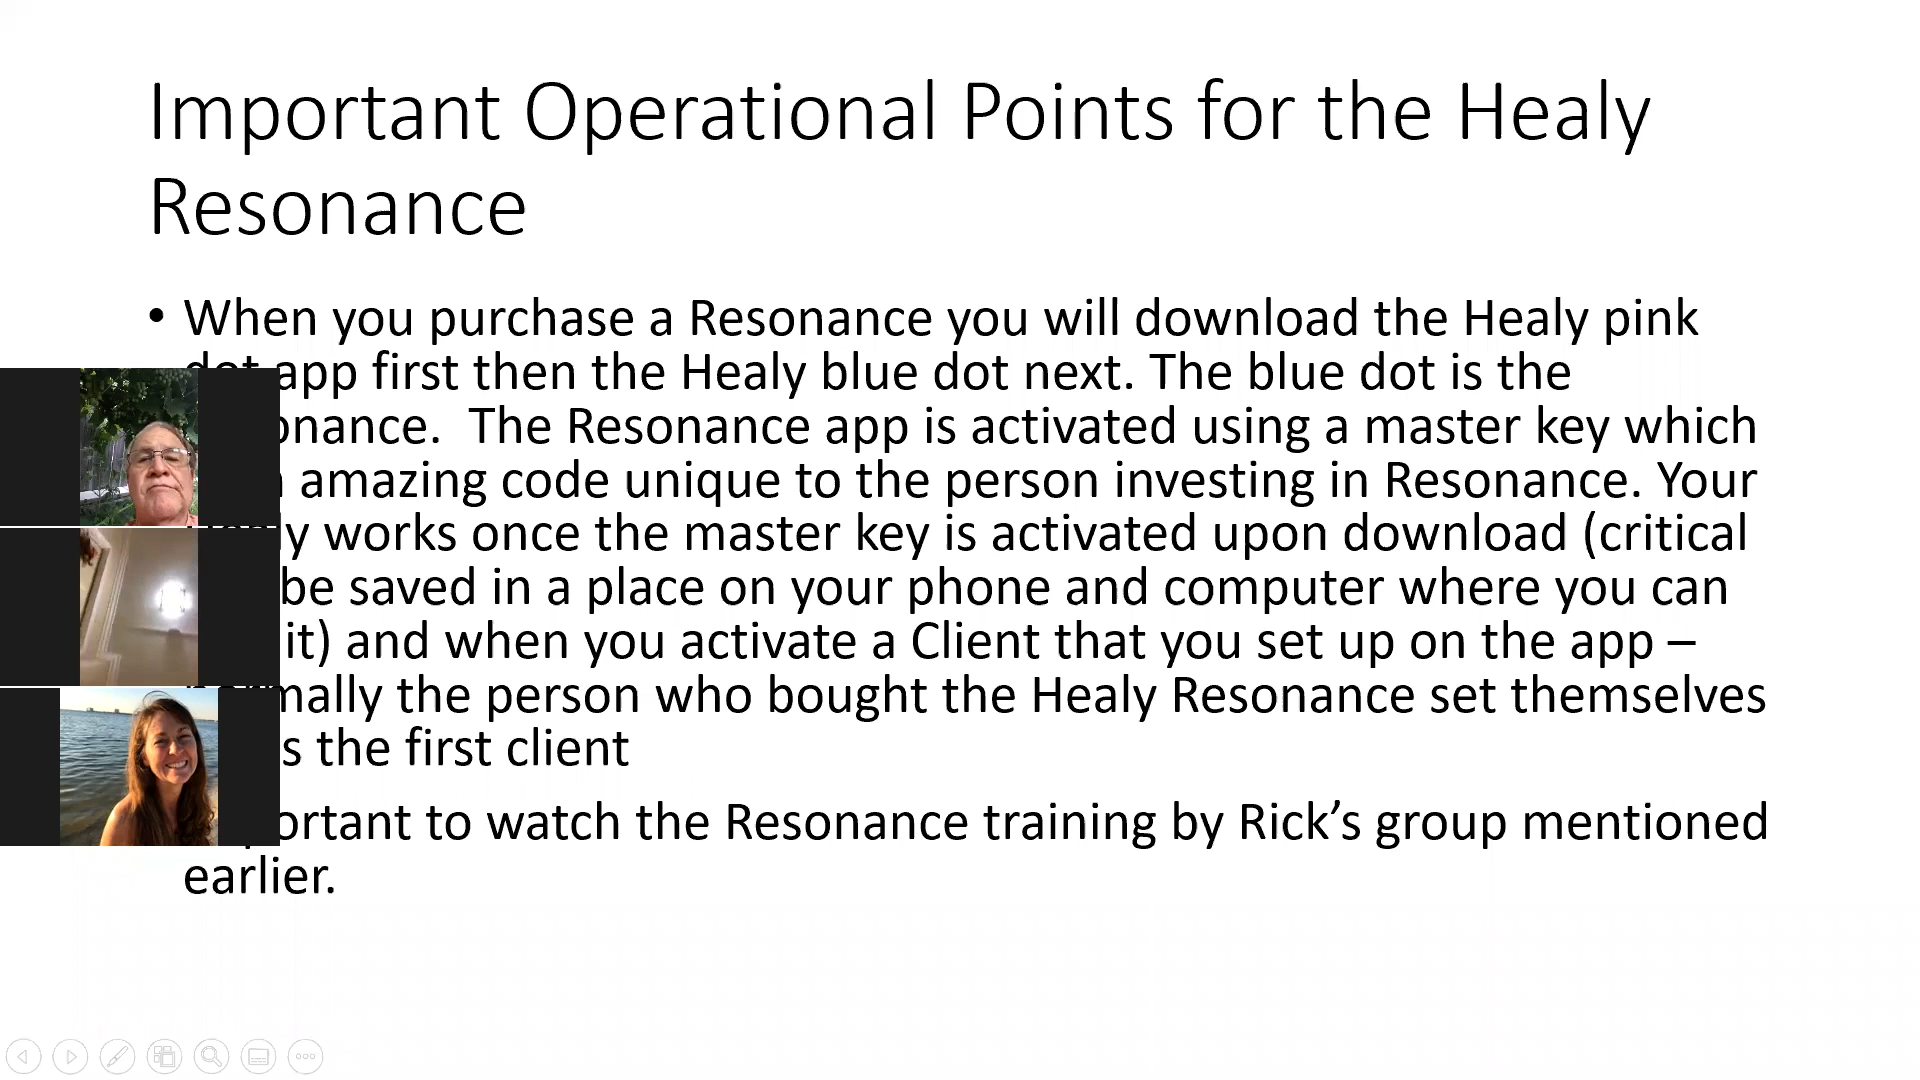 Important Operational Points for the Healy
Resonance
• When you purchase a Resonance you will download the Healy pink
app first then the Healy blue dot next. The blue dot is the
The Resonance app is activated using a master key which
amazing code unique to the person investing in Resonance. Your
works once the master key is activated upon download (critical
be saved in a place on your phone and computer where you can
it) and when you activate a Client that you set up on the app –
the person who bought the Healy Resonance set themselves
the first client
to watch the Resonance training by Rick’s group mentioned
earlier.